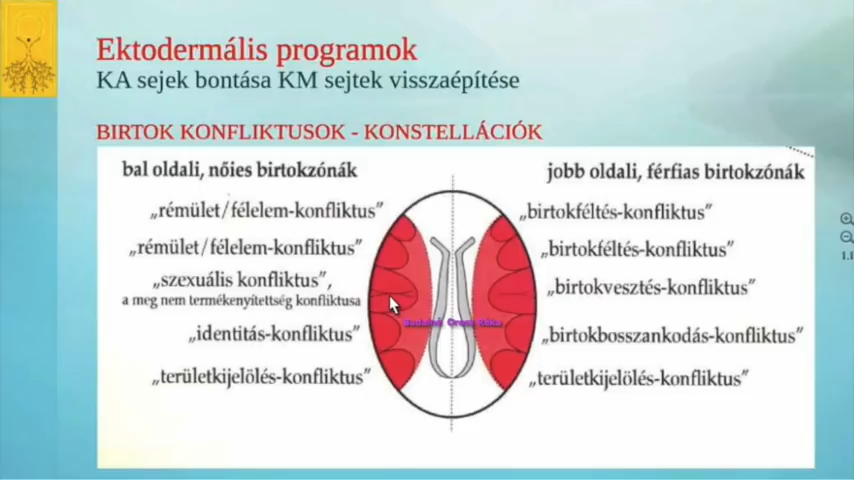 Ektodermális programok
KA sejek bontása KM sejtek visszaépítése
BIRTOK KONFLIKTUSOK - KONSTELLÁCIÓK
bal oldali, nőies birtokzónák
„rémület/félelem-konfliktus”
„rémület/félelem-konfliktus”
„szexuális konfliktus”,
a meg nem termékenyítettség konfliktusa
„identitás-konfliktus”
„területkijelölés-konfliktus”
jobb oldali, férfias birtokzónák
„birtokféltés-konfliktus”
„birtokféltés-konfliktus”
„birtokvesztés-konfliktus”
„birtokbosszankodás-konfliktus”
„területkijelölés-konfliktus”